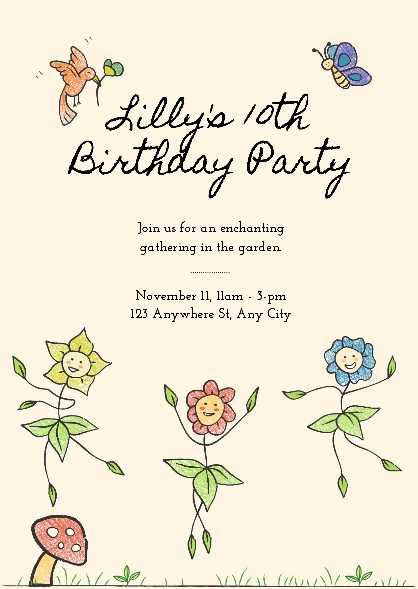 Lilly's 10th
Birthday Party
Join us for an enchanting
gathering in the garden.
November 11, 11am - 3-pm
123 Anywhere St, Any City